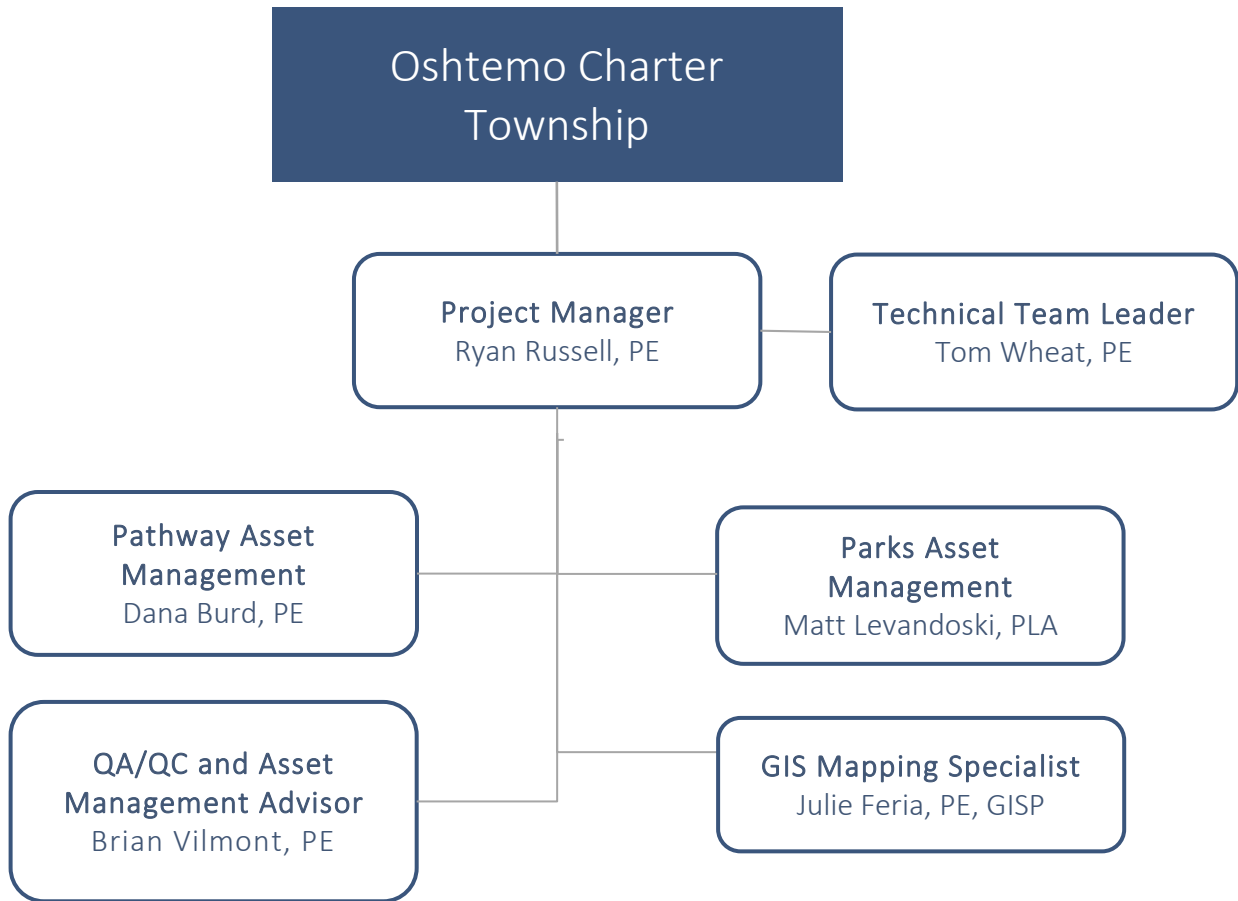 Oshtemo Charter
Township
Project Manager
Ryan Russell, PE
Technical Team Leader
Tom Wheat, PE
Pathway Asset
Management
Dana Burd, PE
Parks Asset
Management
Matt Levandoski, PLA
QA/QC and Asset
Management Advisor
Brian Vilmont, PE
GIS Mapping Specialist
Julie Feria, PE, GISP